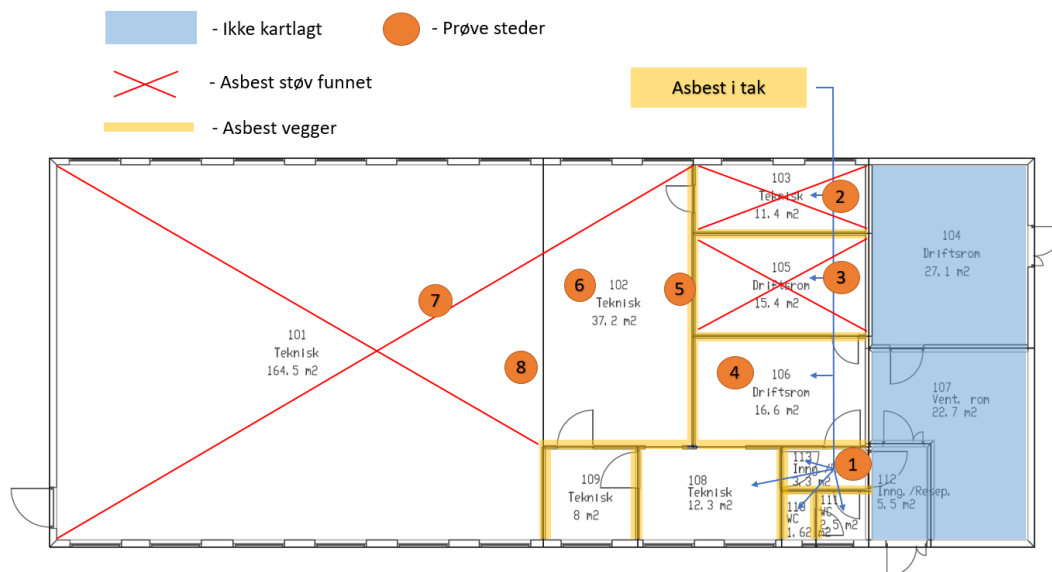 - Ikke kartlagt
- Prøve steder
- Asbest støv funnet
Asbest i tak
- Asbest vegger
103
Teknisk
11.4 m2
2
104
Driftsrom
27,1 m2
105
Driftsrom
15.4 m2
3
102
Teknisk
37.2 m2
6
5
7
101
Teknisk
164.5 m2
8
4
106
Driftsrom
16.6 m2
107
Vent. rom
22.7 m2
113
Inng./
3,3 m2
1
112
Inng./Resep.
5.5 m2
109
Teknisk
8 m2
108
Teknisk
12.3 m2
110
WC
1.62 m2
111
WC
2,5 m2